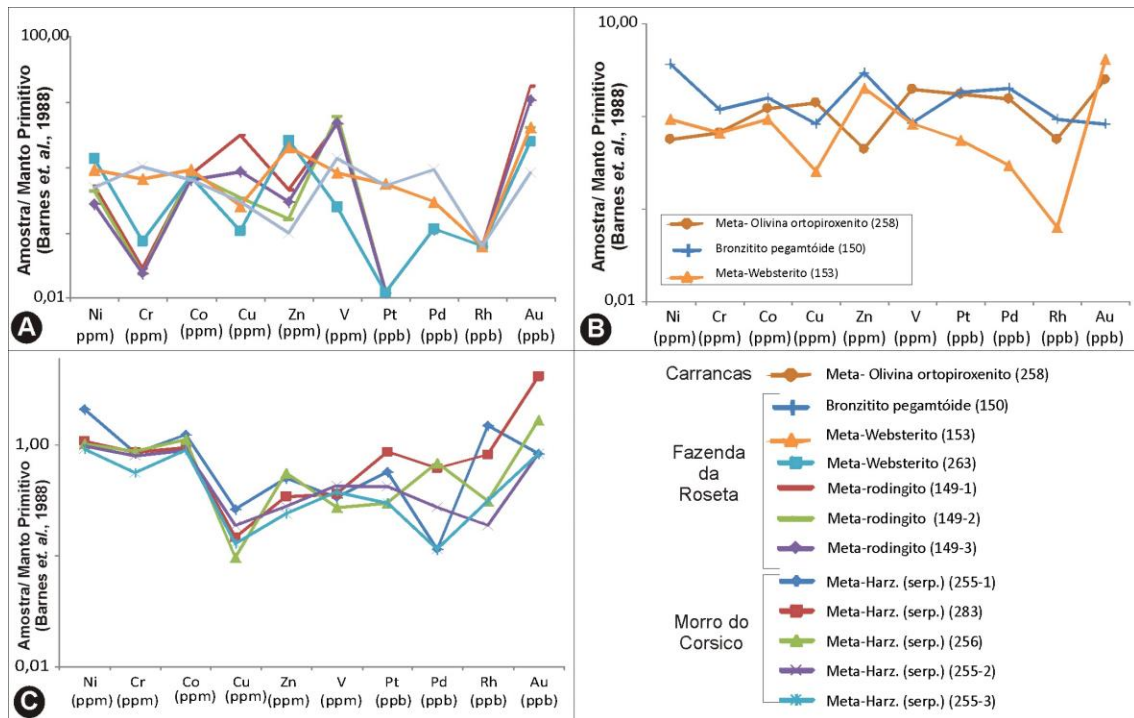 100,00
Amostra/ Manto Primitivo
(Barnes et. al., 1988)
0,01
A
Ni Cr Co Cu Zn V Pt Pd Rh Au
ppm) (ppm) (ppm) (ppm) (ppm) (ppm) (ppb) (ppb) (ppb) (ppb)
10,00
Amostra/ Manto Primitivo
(Barnes et. al., 1988)
0,01
B
Meta- Olivina ortopiroxenito (258)
Bronzitito pegamtóide (150)
Meta-Websterito (153)
Ni Cr Co Cu Zn V Pt Pd Rh Au
(ppm) (ppm) (ppm) (ppm) (ppm) (ppm) (ppb) (ppb) (ppb) (ppb)
1,00
Amostra/ Manto Primitivo
(Barnes et. al., 1988)
0,01
C
Ni Cr Co Cu Zn V Pt Pd Rh Au
(ppm) (ppm) (ppm) (ppm) (ppm) (ppm) (ppb) (ppb) (ppb) (ppb)
Carrancas Meta- Olivina ortopiroxenito (258)
Fazenda
da
Roseta
Bronzitito pegamtóide (150)
Meta-Websterito (153)
Meta-Websterito (263)
Meta-rodingito (149-1)
Meta-rodingito (149-2)
Meta-rodingito (149-3)
Morro do
Corsico
Meta-Harz. (serp.) (255-1)
Meta-Harz. (serp.) (283)
Meta-Harz. (serp.) (256)
Meta-Harz. (serp.) (255-2)
Meta-Harz. (serp.) (255-3)